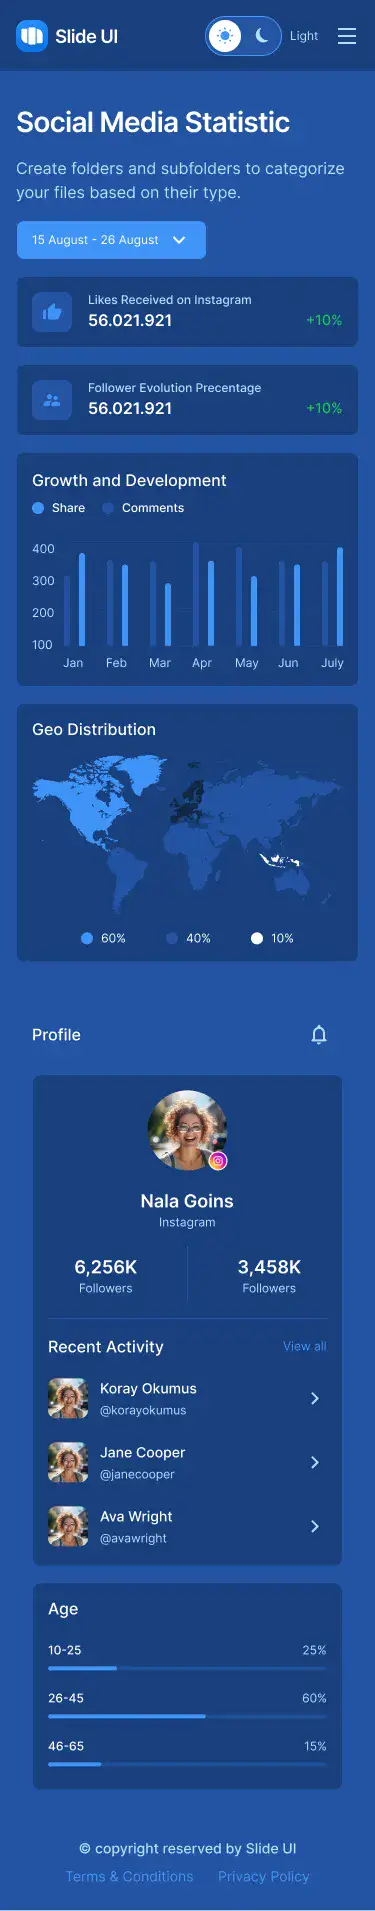 Slide UI
Light
Social Media Statistic
Create folders and subfolders to categorize
your files based on their type.
15 August - 26 August
Likes Received on Instagram
56.021.921
+10%
Follower Evolution Precentage
56.021.921
+10%
Growth and Development
Share Comments
400
300
200
100
Jan Feb Mar Apr May Jun July
Geo Distribution
60% 40% 10%
Profile
Nala Goins
Instagram
6,256K 3,458K
Followers Followers
Recent Activity View all
Koray Okumus
@korayokumus
Jane Cooper
@janecooper
Ava Wright
@avawright
Age
10-25 25%
26-45 60%
46-65 15%
© copyright reserved by Slide UI
Terms & Conditions Privacy Policy